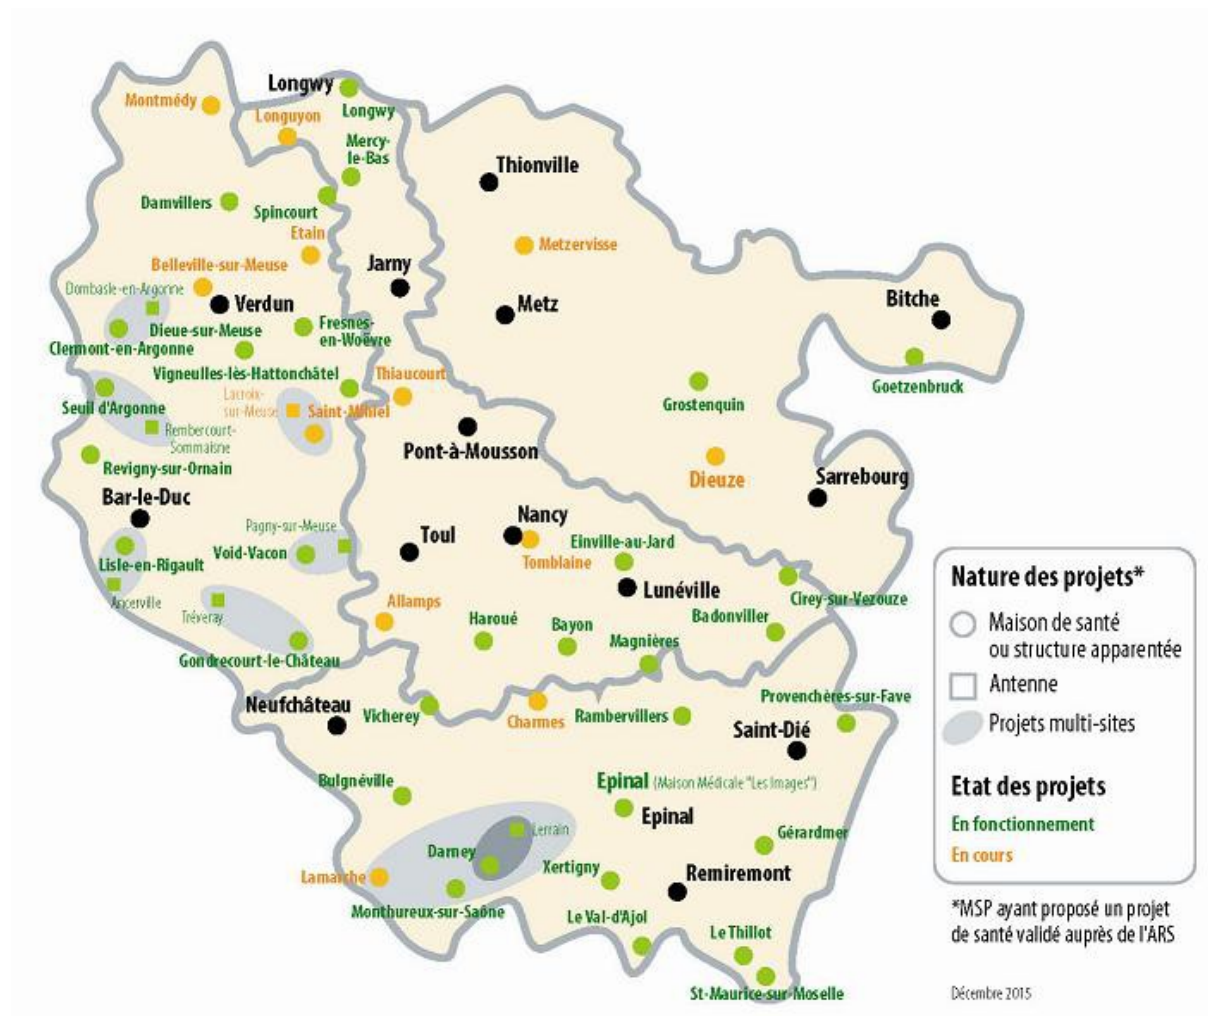 Longwy
Montmédy
Longuyon
Longwy
Mercy-
le-Bas
Thionville
Damvillers
Spincourt
Etain
Metzervisse
Belleville-sur-Meuse
Jarny
Dombasle-en-Argonne
Verdun
Metz
Bitche
Dieue-sur-Meuse
Fresnes-
en-Woëvre
Clermont-en-Argonne
Vigneulles-lès-Hattonchâtel
Thiaucourt
Goetzenbruck
Lacroix-
sur-Meuse
Seuil d'Argonne
Saint-Mihiel
Grostenquin
Rembercourt-
Sommaisne
Pont-à-Mousson
Revigny-sur-Ornain
Dieuze
Sarrebourg
Bar-le-Duc
Nancy
Pagny-sur-Meuse
Toul
Einville-au-Jard
Void-Vacon
Tomblaine
Lisle-en-Rigault
Lunéville
Ancerville
Allamps
Cirey-sur-Vezouze
Tréveray
Haroué
Bayon
Badonviller
Magnières
Gondrecourt-le-Château
Neufchâteau
Vicherey
Charmes
Rambervillers
Provenchères-sur-Fave
Saint-Dié
Bulgnéville
Epinal (Maison Médicale "Les Images")
Epinal
Lerrain
Gérardmer
Darney
Xertigny
Remiremont
Lamarche
Monthureux-sur-Saône
Le Val-d'Ajol
Le Thillot
St-Maurice-sur-Moselle
Nature des projets*
Maison de santé
ou structure apparentée
Antenne
Projets multi-sites
Etat des projets
En fonctionnement
En cours
*MSP ayant proposé un projet
de santé validé auprès de l'ARS
Décembre 2015